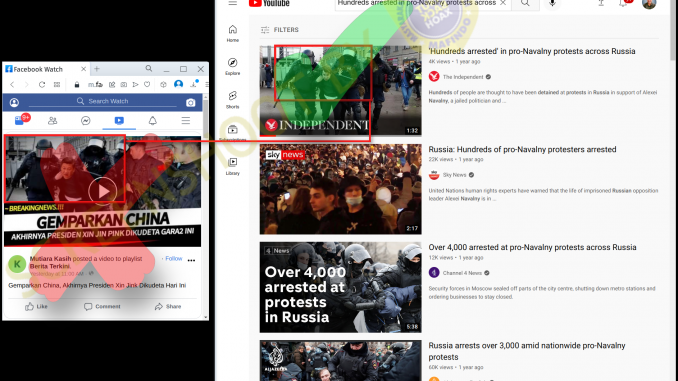 Facebook Watch
Search Watch
9+
BREAKINGNEWS.!!!
GEMPARKAN CHINA
AKHIRNYA PRESIDEN XIN JIN PINK DIKUDETA GARA2 INI
K
Mutiara Kasih posted a video to playlist
Berita Terkini.
Yesterday at 11:00 AM
· Follow
Gemparkan China, Akhirnya Presiden Xin Jink Dikudeta Hari Ini
Like
Comment
Share
YouTube
Hundreds arrested in pro-Navalny protests across
Home
Explore
Shorts
Library
FILTERS
HOAX
MAFINDO
INDEPENDENT
1:32
'Hundreds arrested' in pro-Navalny protests across Russia
4K views • 1 year ago
The Independent
Hundreds of people are thought to have been detained at protests in Russia in support of Alexei
Navalny, a jailed politician and ...
sky news
2:17
Russia: Hundreds of pro-Navalny protesters arrested
22K views • 1 year ago
Sky News
United Nations human rights experts have warned that the life of imprisoned Russian opposition
leader Alexei Navalny is in ...
4 News
Over 4,000
arrested at
protests
in Russia
5:38
Over 4,000 arrested at pro-Navalny protests across Russia
12K views • 1 year ago
4
Channel 4 News
Security forces in Moscow sealed off parts of the city centre, shutting down metro stations and
ordering businesses to stay closed.
ALJAZEERA
Russia arrests over 3,000 amid nationwide pro-Navalny
protests
60K views • 1 year ago